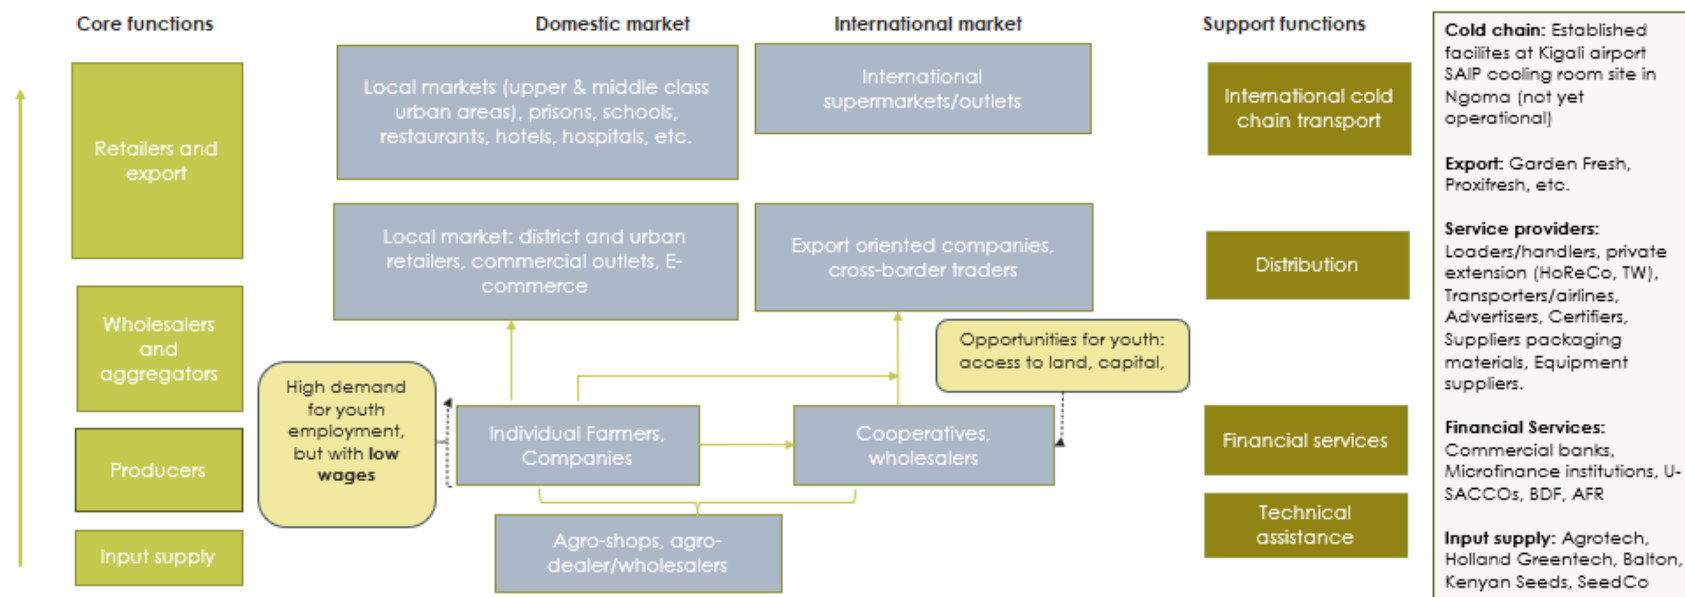 Core functions
Domestic market
International market
Support functions
Retailers and
export
Wholesalers
and
aggregators
Producers
Input supply
Local markets (upper & middle class
urban areas), prisons, schools,
restaurants, hotels, hospitals, etc.
International
supermarkets/outlets
Local market: district and urban
retailers, commercial outlets, E-
commerce
Export oriented companies,
cross-border traders
High demand
for youth
employment,
but with low
wages
Opportunities for youth:
access to land, capital,
Individual Farmers,
Companies
Cooperatives,
wholesalers
Agro-shops, agro-
dealer/wholesalers
International cold
chain transport
Distribution
Financial services
Technical
assistance
Cold chain: Established
facilites at Kigali airport
SAIP cooling room site in
Ngoma (not yet
operational)
Export: Garden Fresh,
Proxifresh, etc.
Service providers:
Loaders/handlers, private
extension (HoReCo, TW),
Transporters/airlines,
Advertisers, Certifiers,
Suppliers packaging
materials, Equipment
suppliers.
Financial Services:
Commercial banks,
Microfinance institutions, U-
SACCOs, BDF, AFR
Input supply: Agrotech,
Holland Greentech, Balton,
Kenyan Seeds, SeedCo